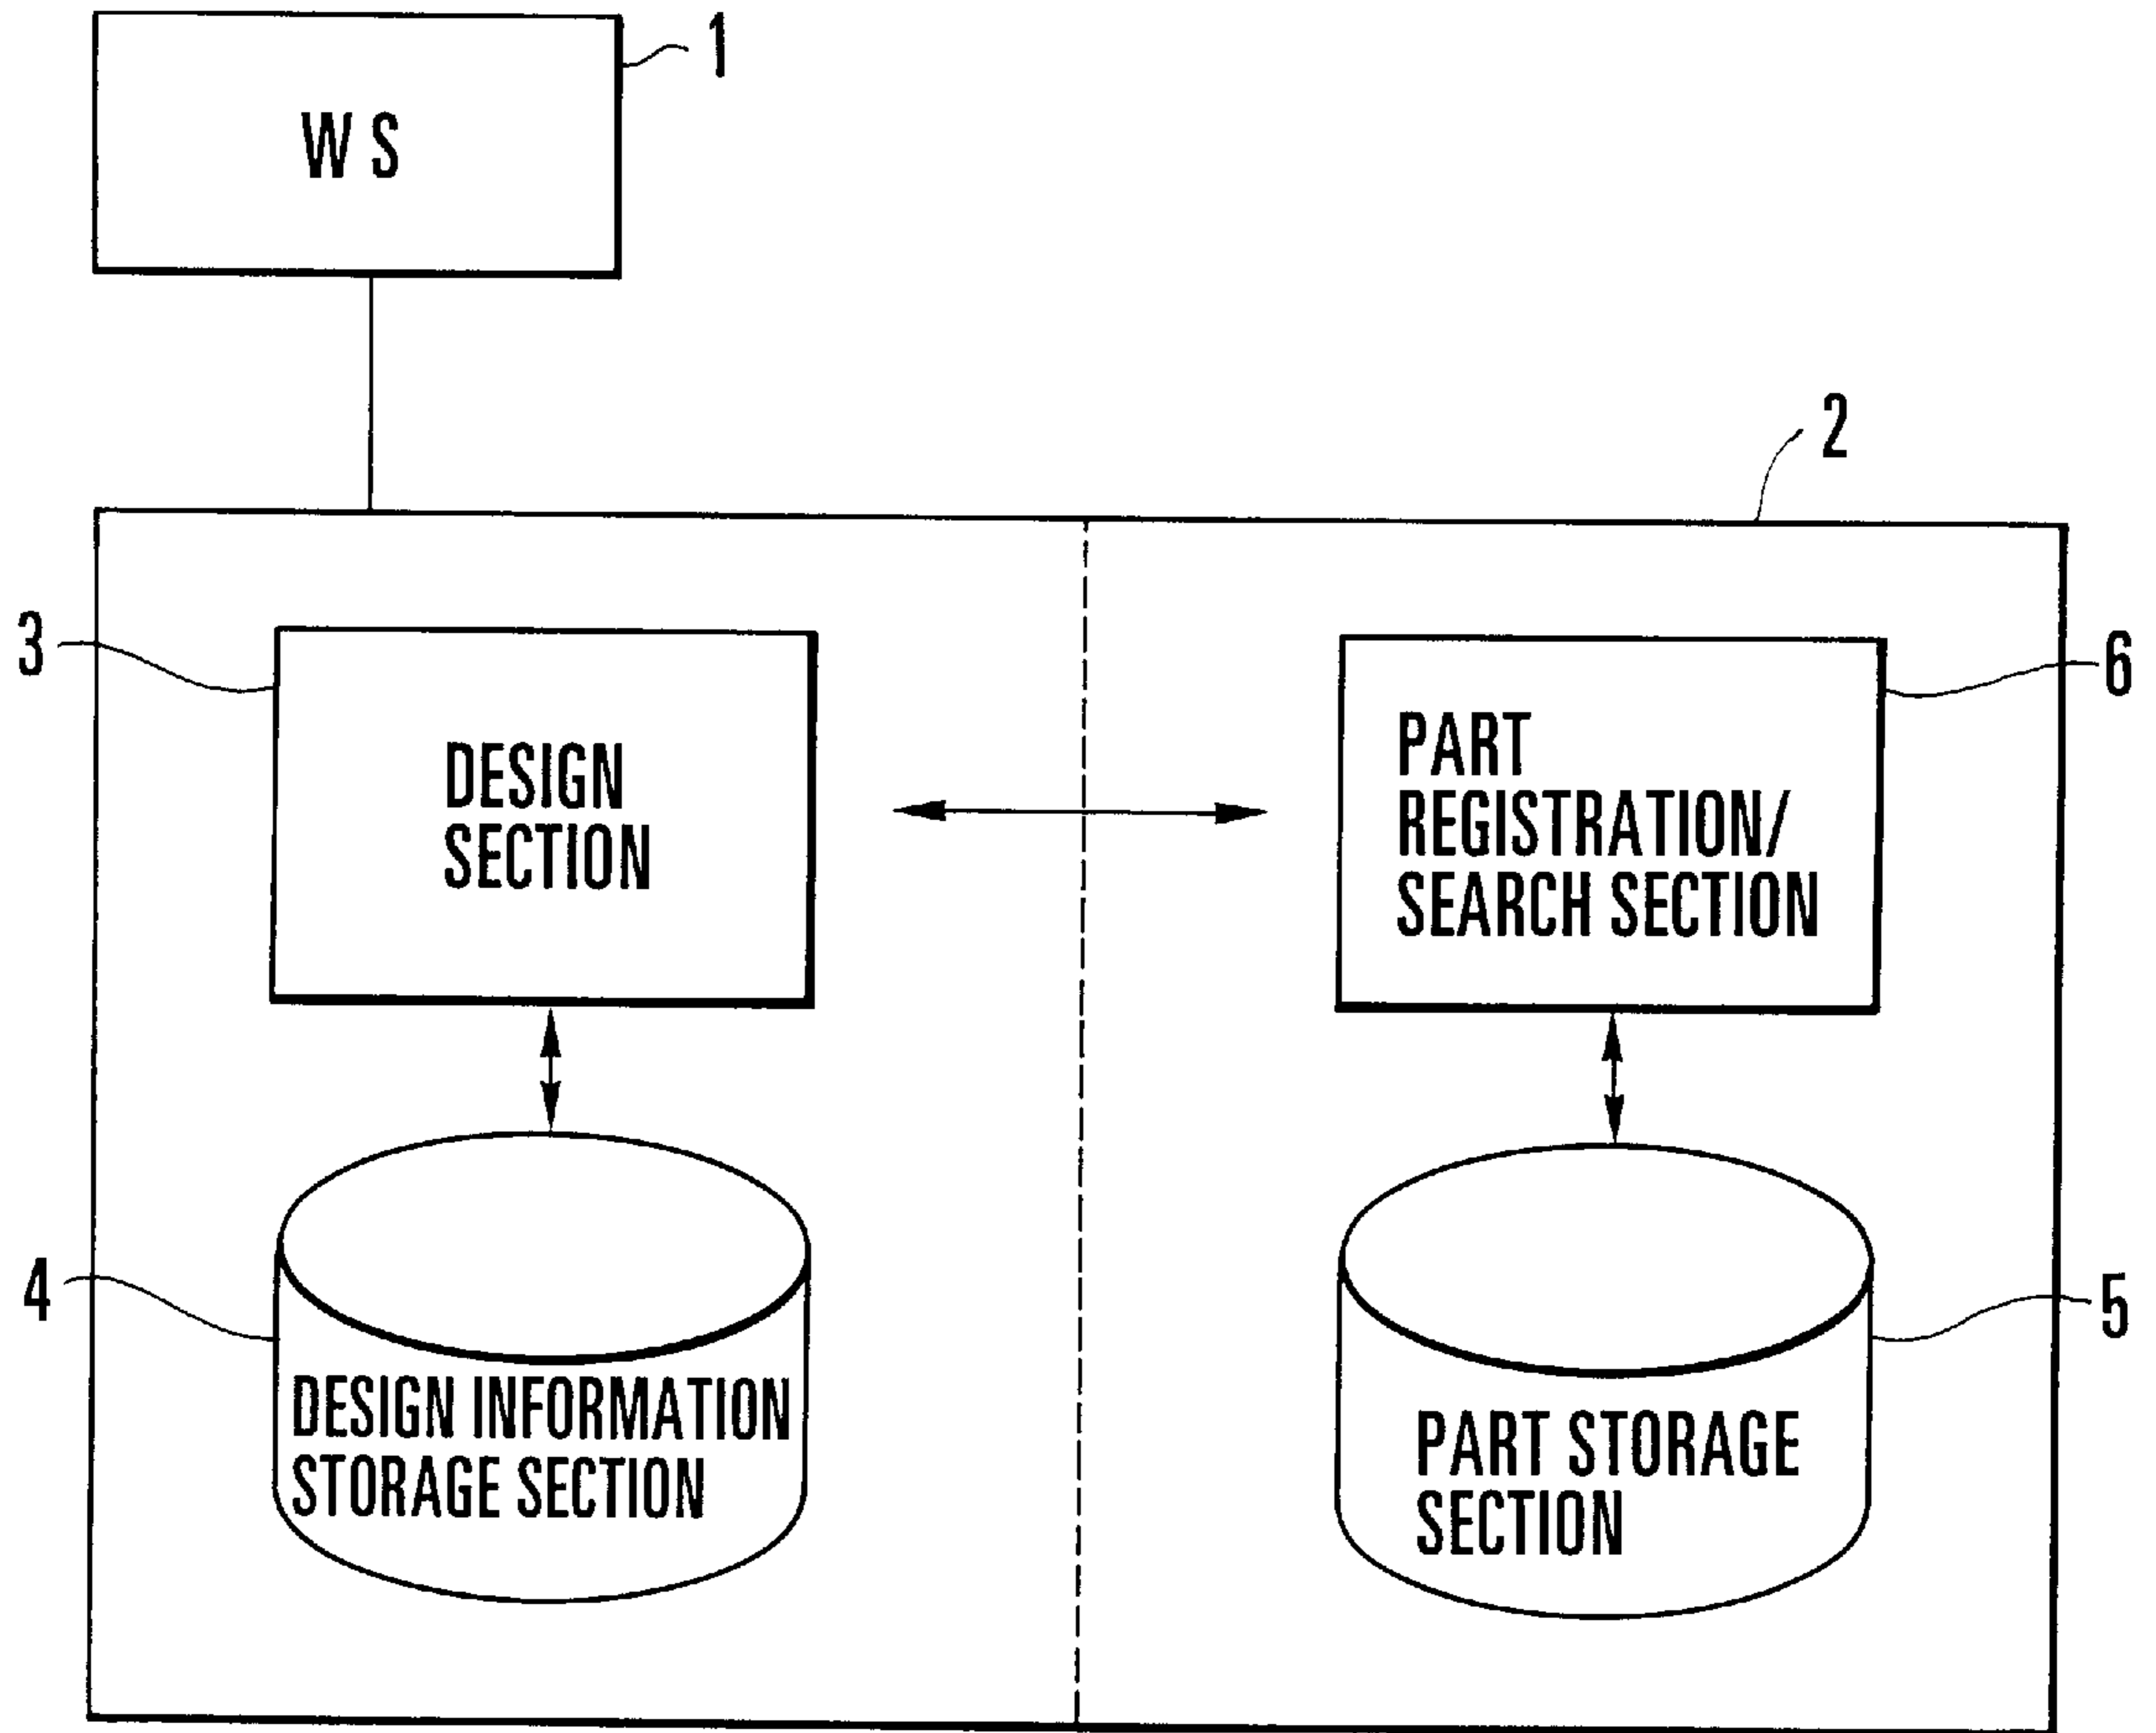 1
W S
2
3
DESIGN
SECTION
6
PART
REGISTRATION/
SEARCH SECTION
4
DESIGN INFORMATION
STORAGE SECTION
5
PART STORAGE
SECTION